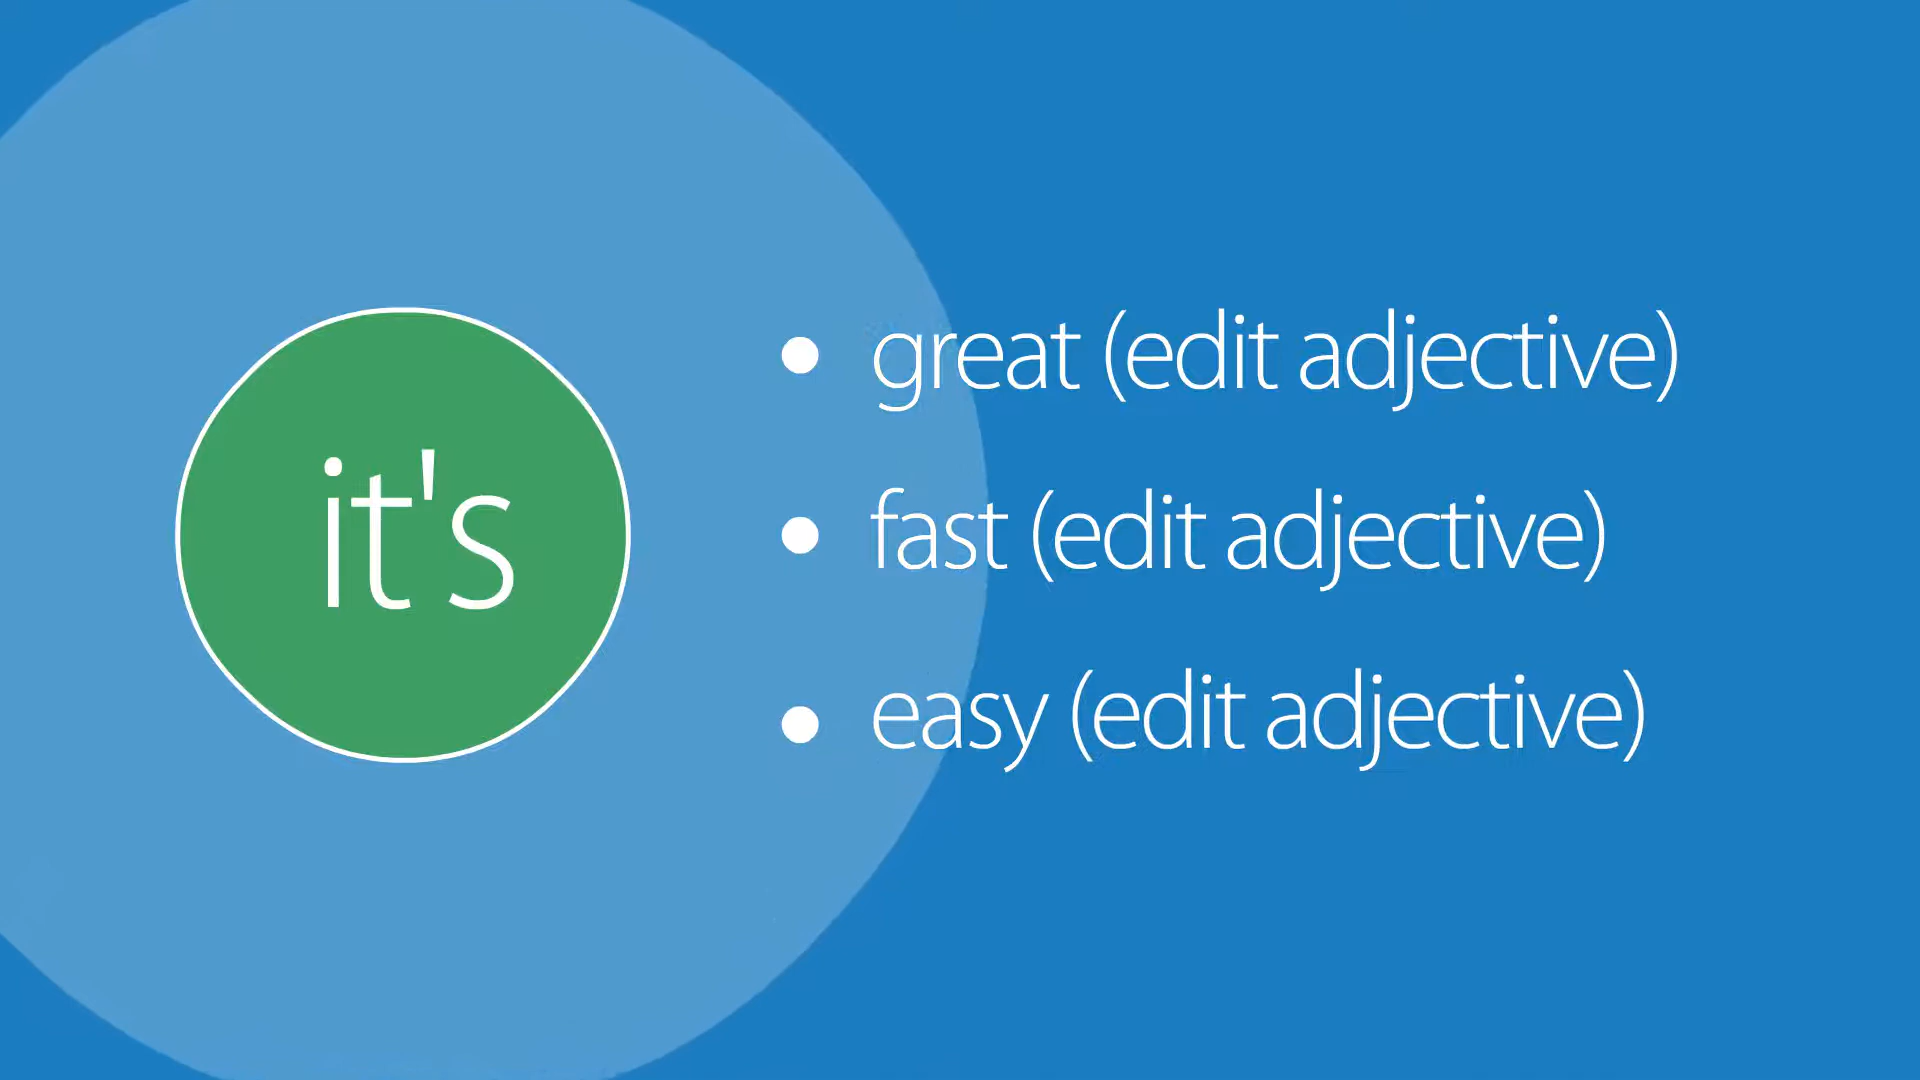 it's
• great (edit adjective)
• fast (edit adjective)
• easy (edit adjective)